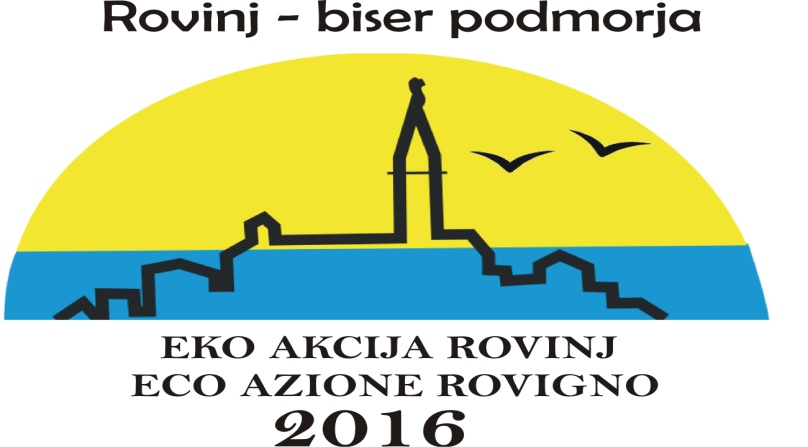 Rovinj - biser podmorja
EKO AKCIJA ROVINJ
ECO AZIONE ROVIGNO
2016